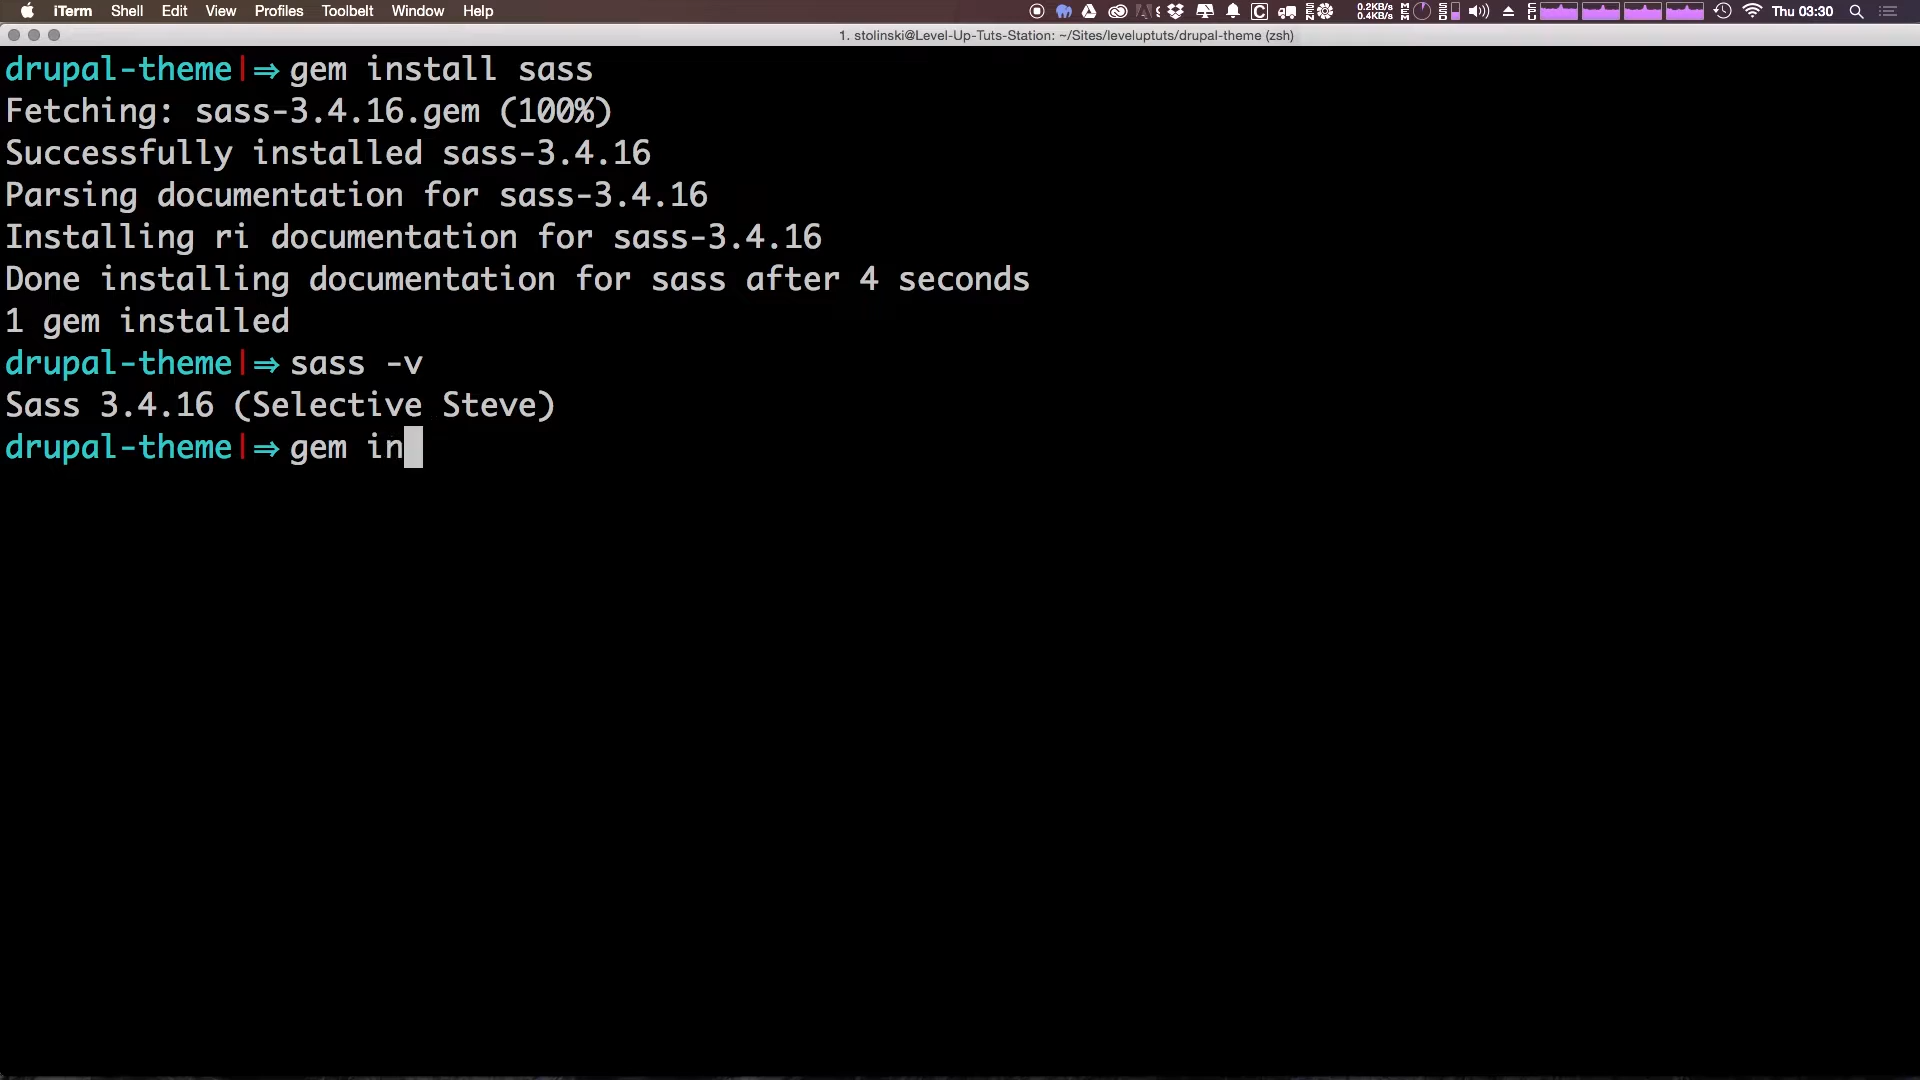 iTerm Shell Edit View Profiles Toolbelt Window Help 0.2KB/s 0.4KB/s Thu 03:30
1. stolinski@Level-Up-Tuts-Station: ~/Sites/leveluptuts/drupal-theme (zsh)
drupal-theme|⇒ gem install sass
Fetching: sass-3.4.16.gem (100%)
Successfully installed sass-3.4.16
Parsing documentation for sass-3.4.16
Installing ri documentation for sass-3.4.16
Done installing documentation for sass after 4 seconds
1 gem installed
drupal-theme|⇒ sass -v
Sass 3.4.16 (Selective Steve)
drupal-theme|⇒ gem in